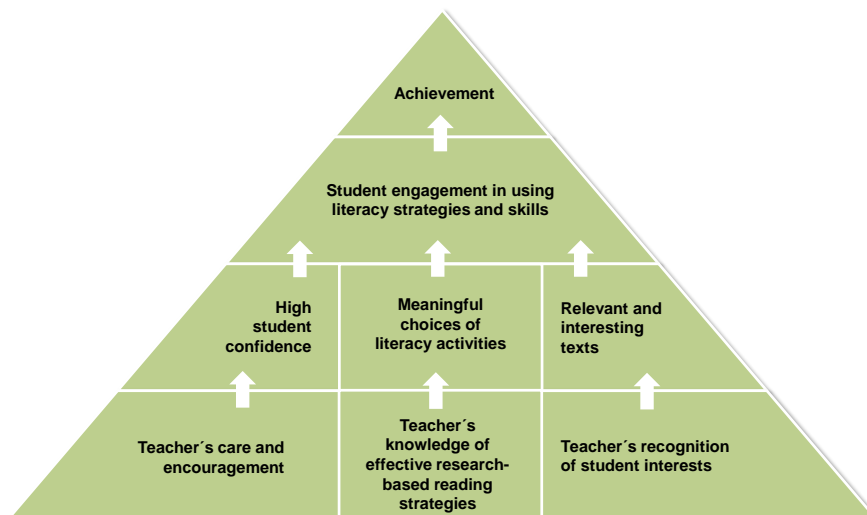 Achievement
Student engagement in using
literacy strategies and skills
High
student
confidence
Meaningful
choices of
literacy activities
Relevant and
interesting
texts
Teacher´s care and
encouragement
Teacher´s
knowledge of
effective research-
based reading
strategies
Teacher´s recognition
of student interests